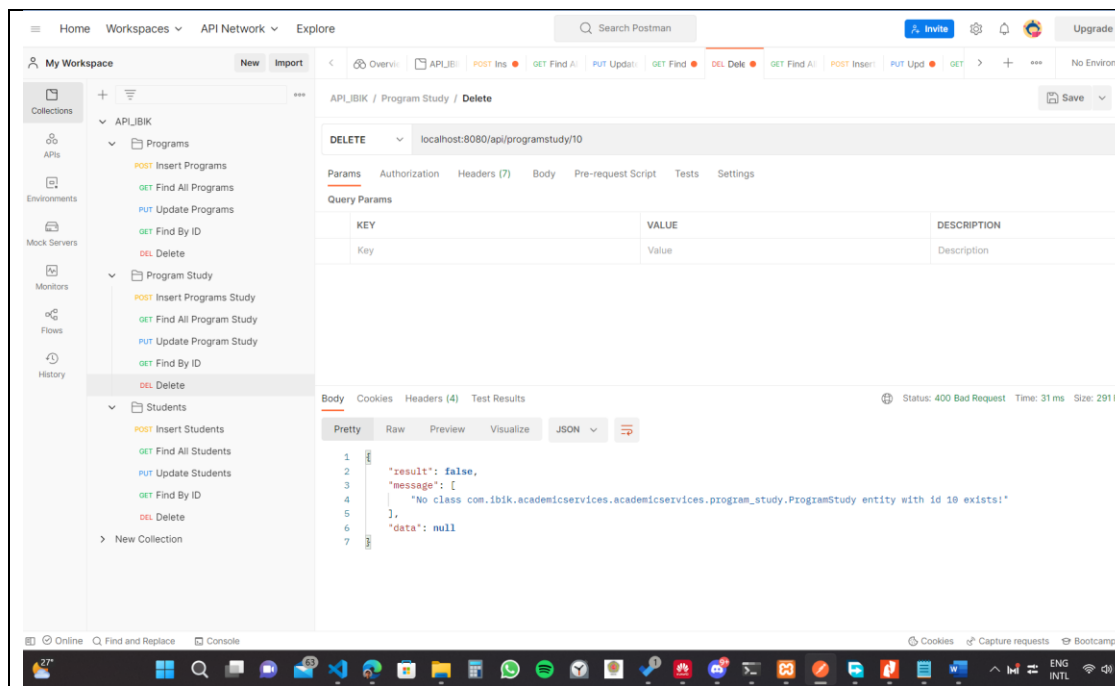 Home Workspaces API Network Explore Search Postman Invite Upgrade
My Workspace New Import Overvie API_IBI POST Ins GET Find Al PUT Update GET Find DEL Dele GET Find Al POST Insert PUT Upd GET No Environ
Collections
APIs
Environments
Mock Servers
Monitors
Flows
History
API_IBIK
Programs
POST Insert Programs
GET Find All Programs
PUT Update Programs
GET Find By ID
DEL Delete
Program Study
POST Insert Programs Study
GET Find All Program Study
PUT Update Program Study
GET Find By ID
DEL Delete
Students
POST Insert Students
GET Find All Students
PUT Update Students
GET Find By ID
DEL Delete
New Collection
API_IBIK / Program Study / Delete Save
DELETE localhost:8080/api/programstudy/10
Params Authorization Headers (7) Body Pre-request Script Tests Settings
Query Params
KEY VALUE DESCRIPTION
Key Value Description
Body Cookies Headers (4) Test Results Status: 400 Bad Request Time: 31 ms Size: 291
Pretty Raw Preview Visualize JSON
1 {
2 "result": false,
3 "message": [
4 "No class com.ibik.academicservices.academicservices.program_study.ProgramStudy entity with id 10 exists!"
5 ],
6 "data": null
7 }
Online Find and Replace Console Cookies Capture requests Bootcamp
27° 63 ENG
INTL